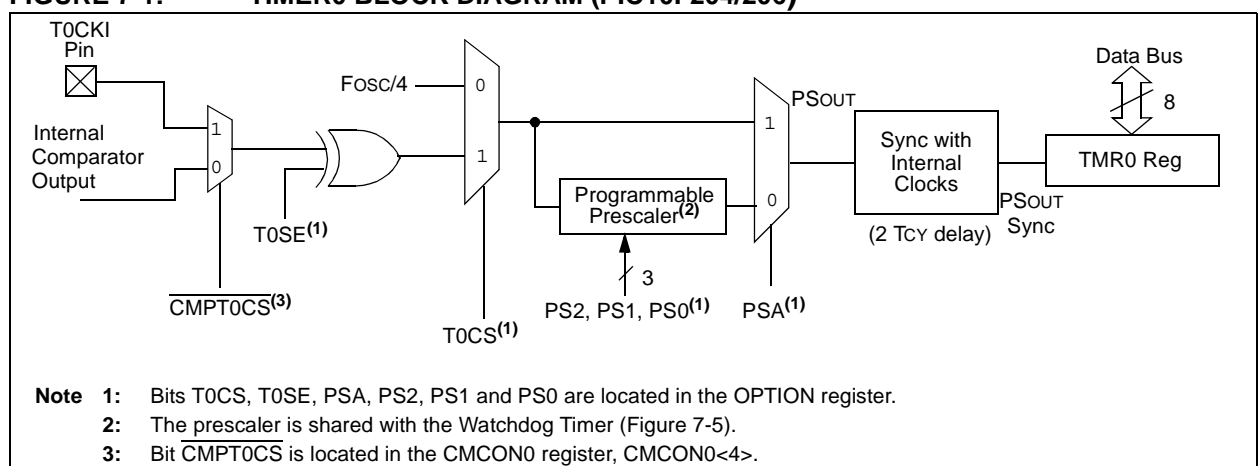 T0CKI
Pin
Internal
Comparator
Output
1
0
T0SE(1)
CMPT0CS(3)
FOSC/4
0
1
T0CS(1)
Programmable
Prescaler(2)
3
PS2, PS1, PS0(1)
1
0
PSOUT
PSA(1)
Sync with
Internal
Clocks
(2 TCY delay)
PSOUT
Sync
Data Bus
8
TMR0 Reg
Note 1: Bits T0CS, T0SE, PSA, PS2, PS1 and PS0 are located in the OPTION register.
2: The prescaler is shared with the Watchdog Timer (Figure 7-5).
3: Bit CMPT0CS is located in the CMCON0 register, CMCON0<4>.